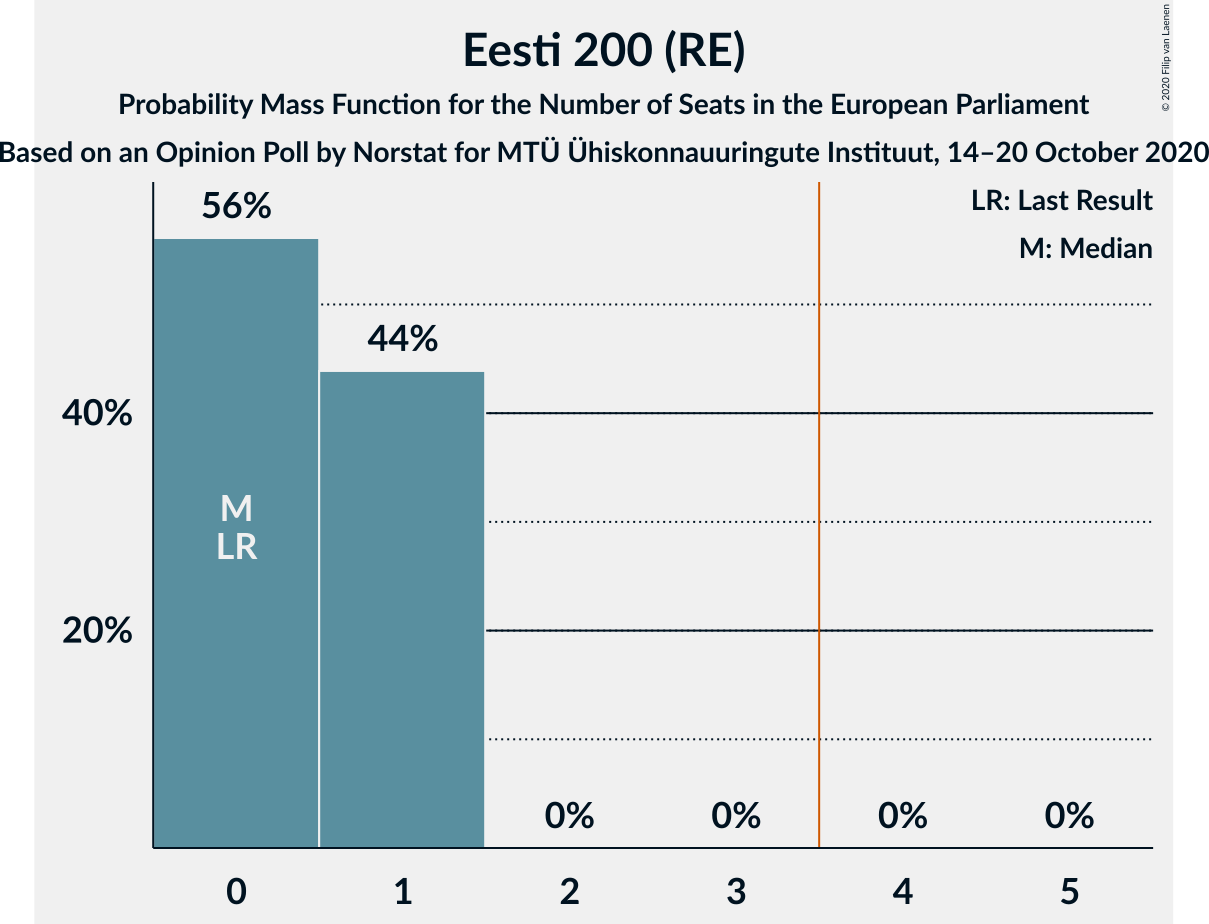 Eesti 200 (RE)
Probability Mass Function for the Number of Seats in the European Parliament
Based on an Opinion Poll by Norstat for MTÜ Ühiskonnauuringute Instituut, 14–20 October 2020
© 2020 Filip van Laenen
LR: Last Result
M: Median
56%
44%
40%
20%
M
LR
0% 0% 0% 0%
0 1 2 3 4 5